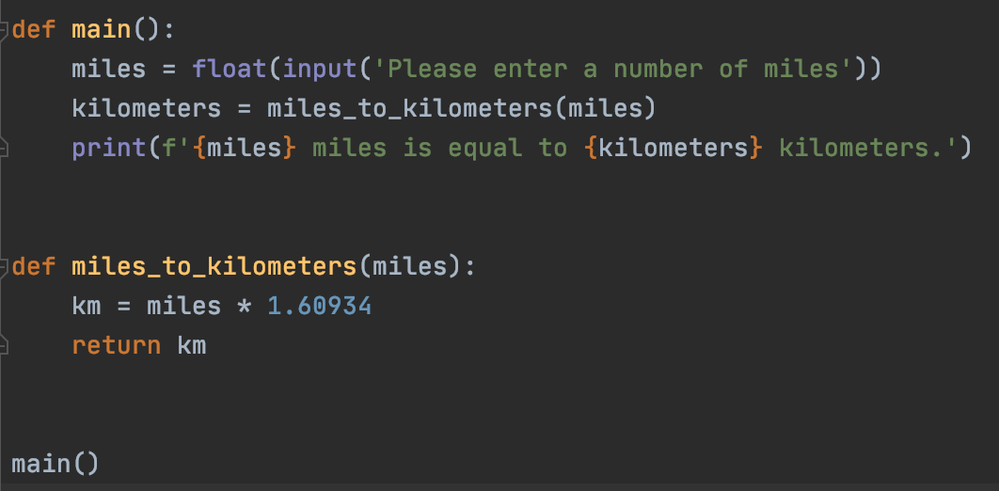 def main():
    miles = float(input('Please enter a number of miles'))
    kilometers = miles_to_kilometers(miles)
    print(f'{miles} miles is equal to {kilometers} kilometers.')
def miles_to_kilometers(miles):
    km = miles * 1.60934
    return km
main()